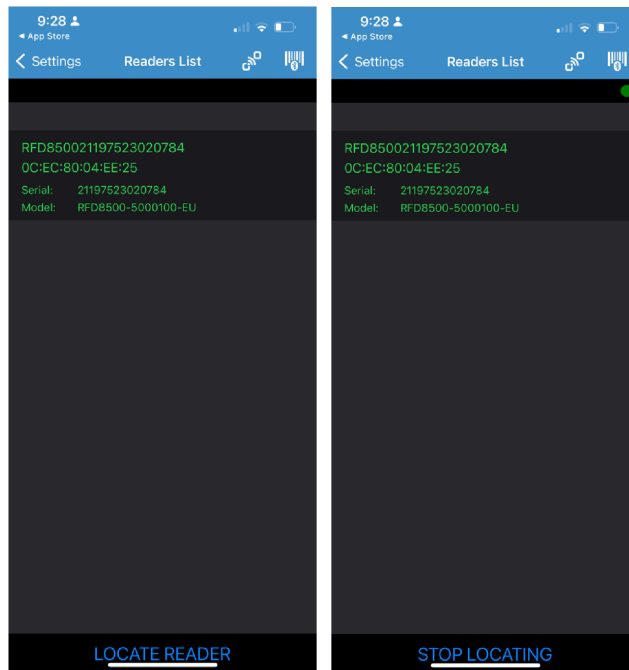 9:28
◄ App Store
Settings
Readers List
RFD850021197523020784
0C:EC:80:04:EE:25
Serial: 21197523020784
Model: RFD8500-5000100-EU
LOCATE READER
9:28
◄ App Store
Settings
Readers List
RFD850021197523020784
0C:EC:80:04:EE:25
Serial: 21197523020784
Model: RFD8500-5000100-EU
STOP LOCATING